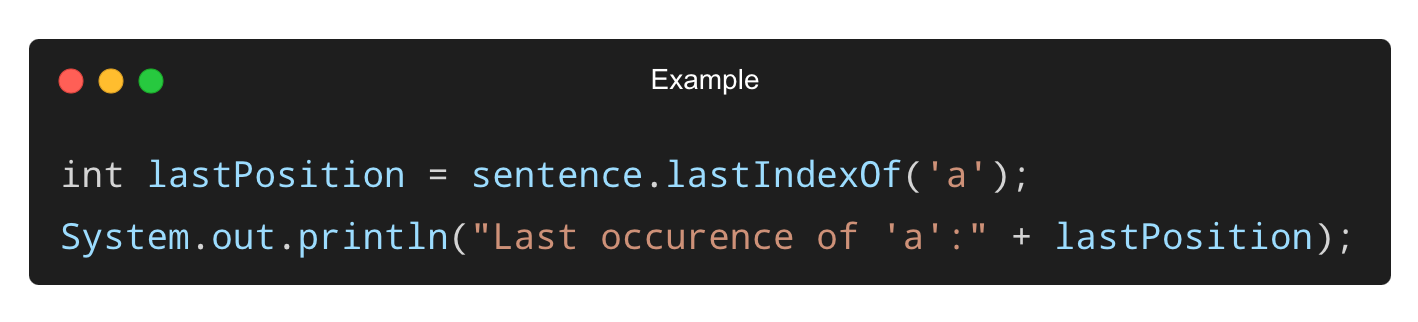 Example
int lastPosition = sentence.lastIndexOf('a');
System.out.println("Last occurence of 'a':" + lastPosition);